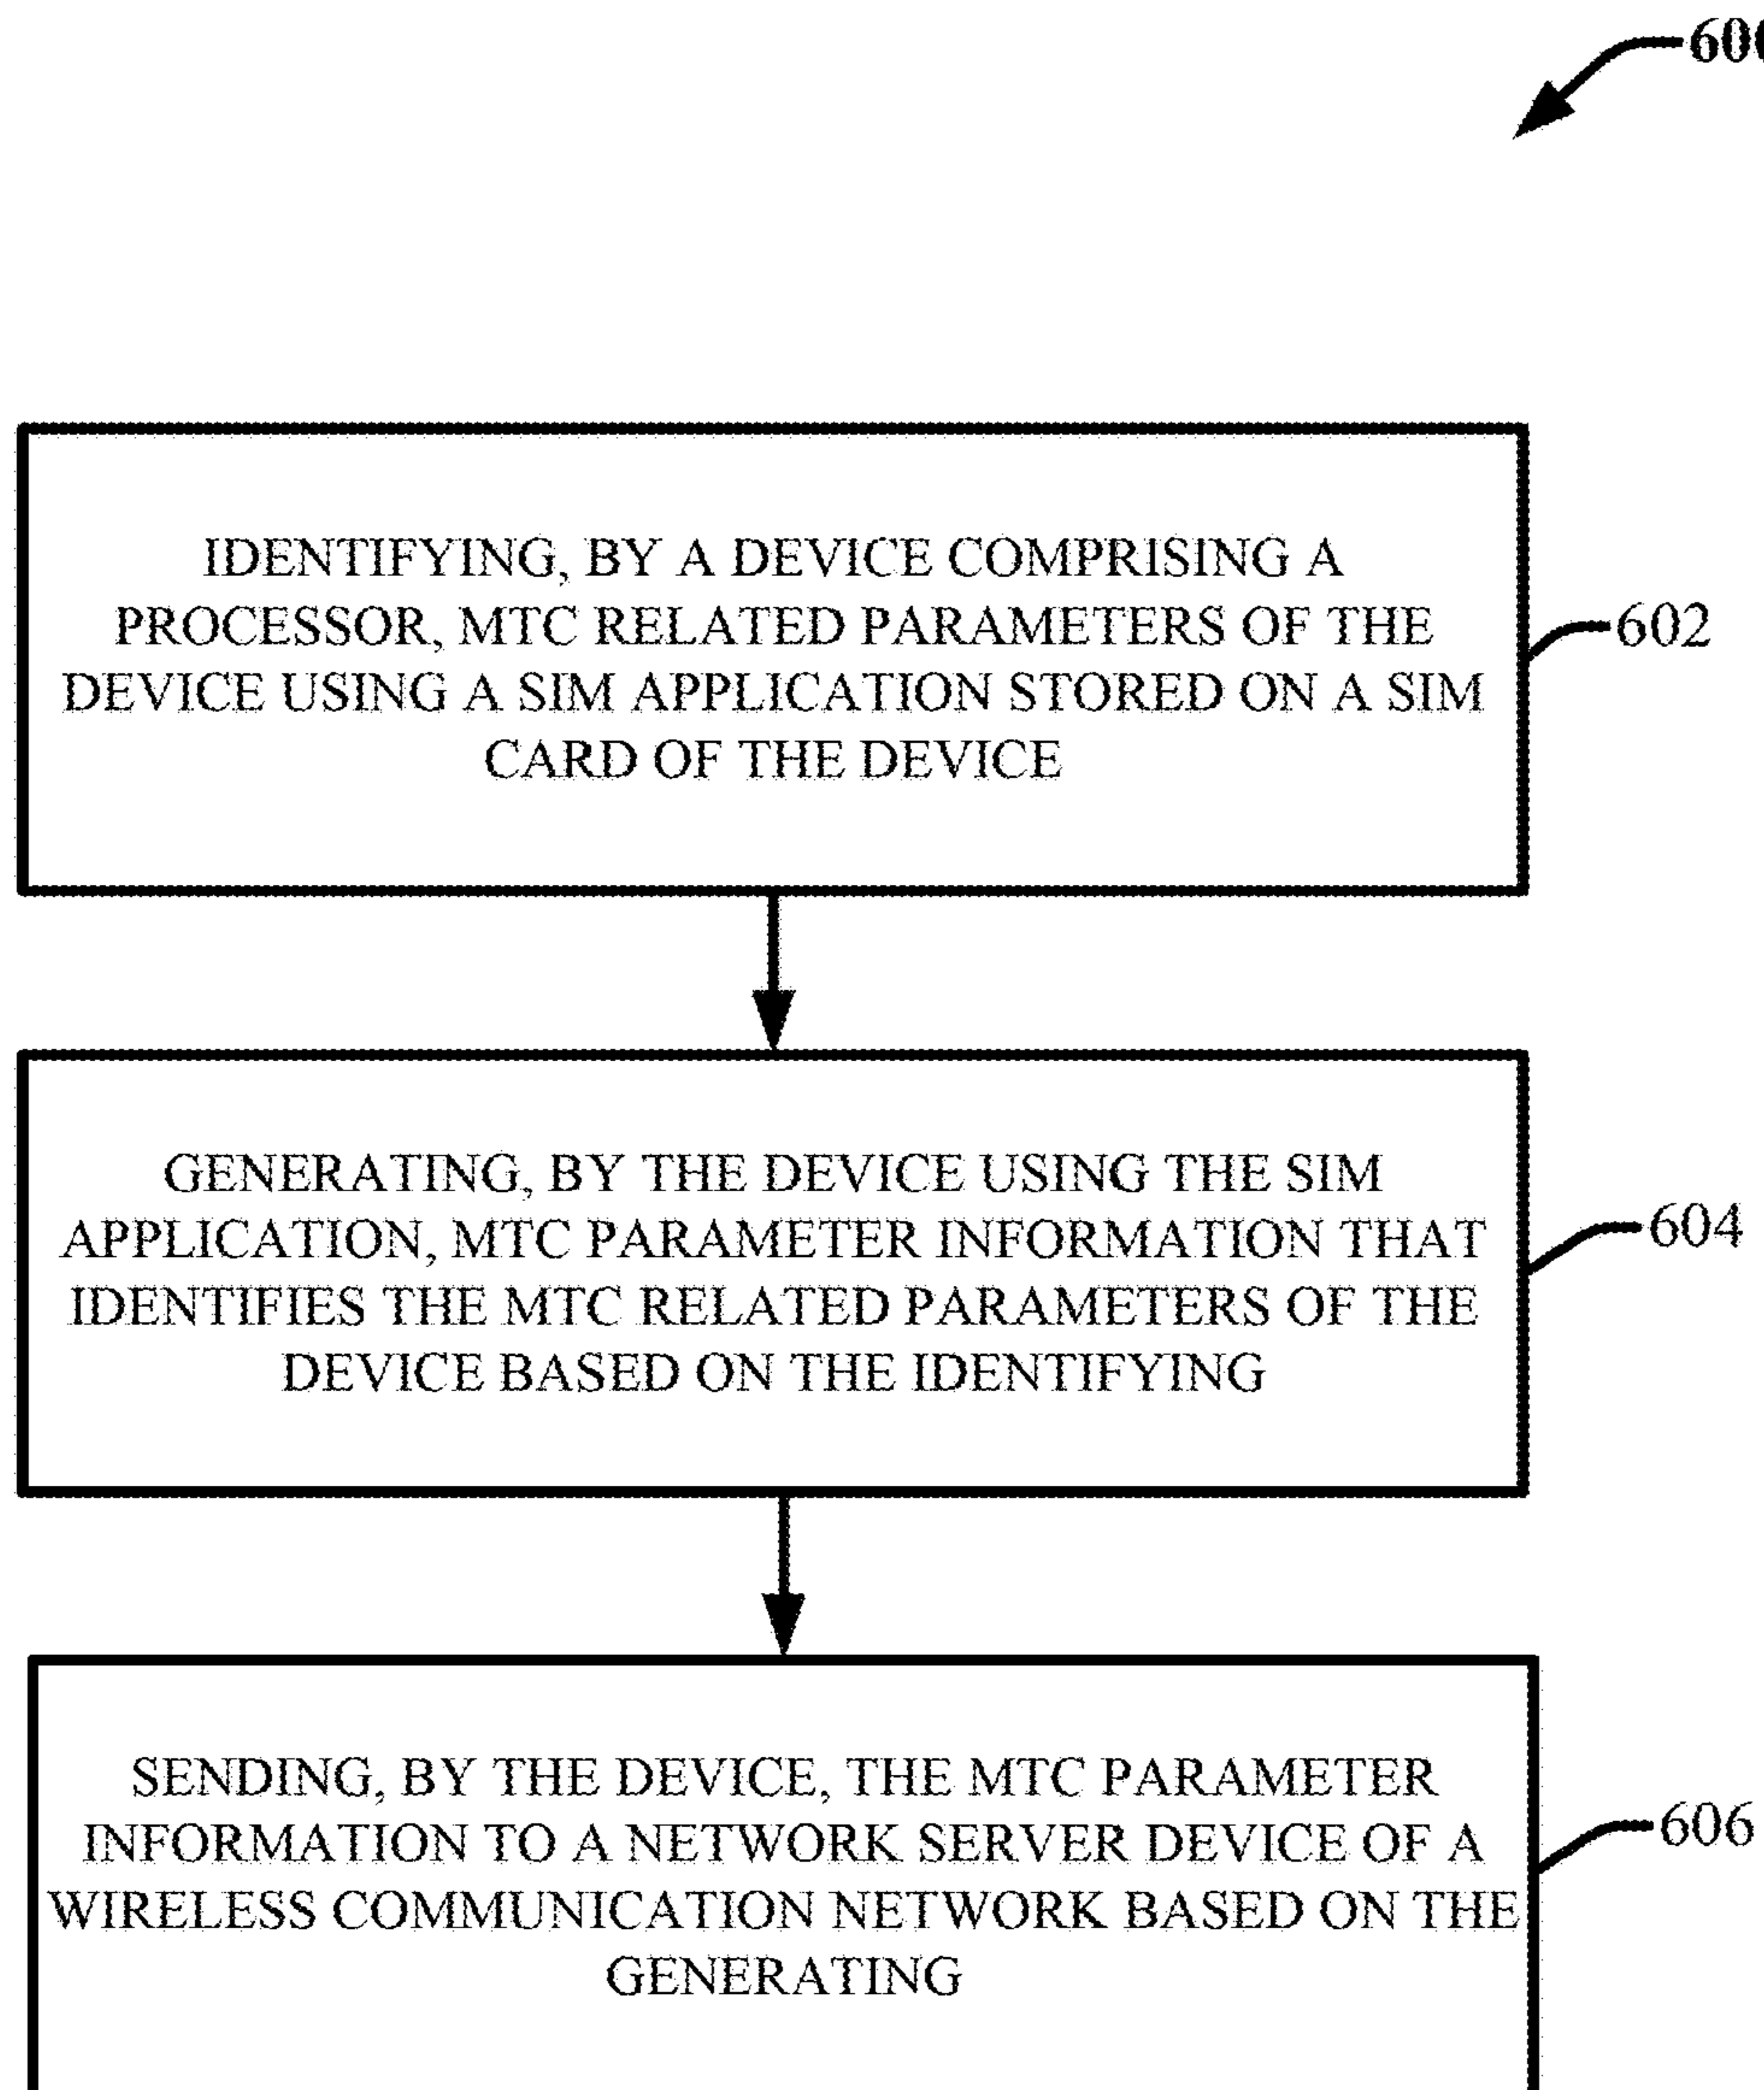 600
IDENTIFYING, BY A DEVICE COMPRISING A
PROCESSOR, MTC RELATED PARAMETERS OF THE
DEVICE USING A SIM APPLICATION STORED ON A SIM
CARD OF THE DEVICE
602
GENERATING, BY THE DEVICE USING THE SIM
APPLICATION, MTC PARAMETER INFORMATION THAT
IDENTIFIES THE MTC RELATED PARAMETERS OF THE
DEVICE BASED ON THE IDENTIFYING
604
SENDING, BY THE DEVICE, THE MTC PARAMETER
INFORMATION TO A NETWORK SERVER DEVICE OF A
WIRELESS COMMUNICATION NETWORK BASED ON THE
GENERATING
606